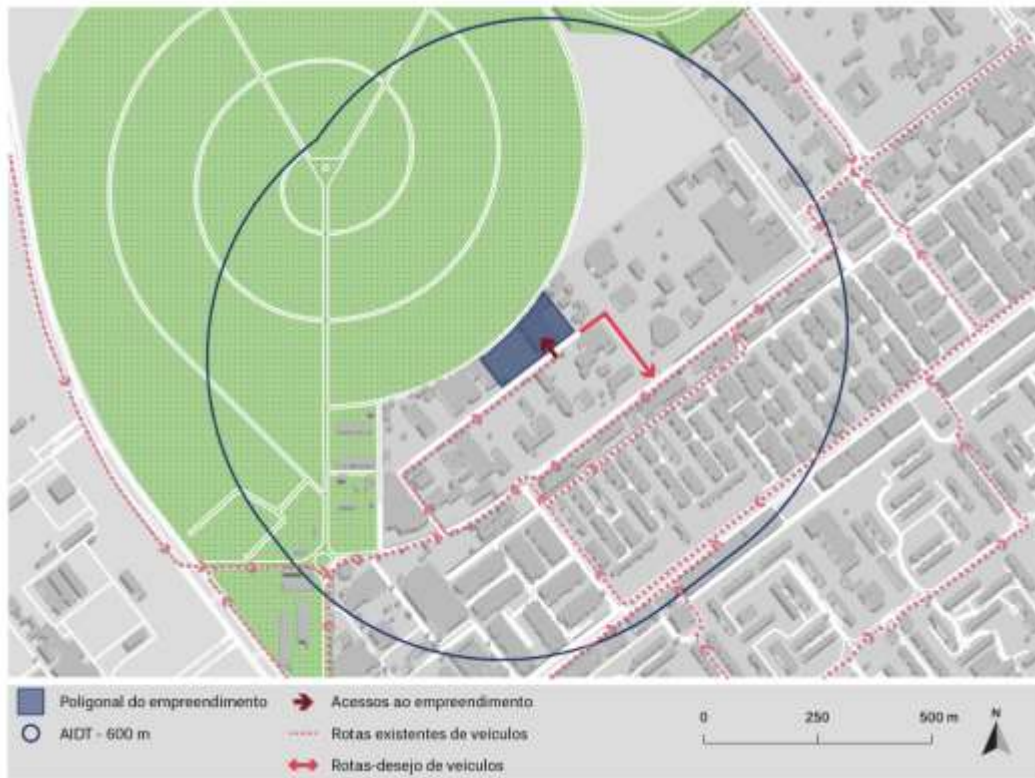 Poligonal do empreendimento
AIDT - 600 m
Acessos ao empreendimento
Rotas existentes de veículos
Rotas-desejo de veículos
0 250 500 m
N